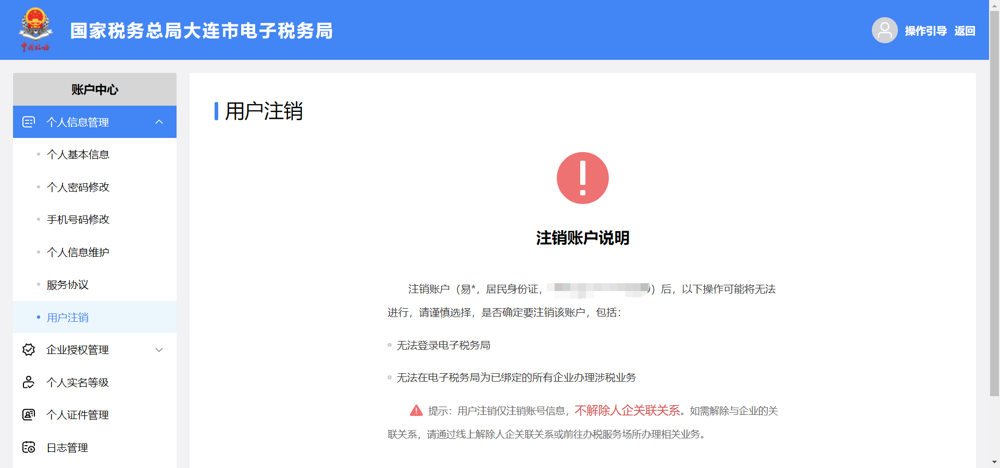 中国税务
国家税务总局大连市电子税务局
操作引导 返回
账户中心
个人信息管理
个人基本信息
个人密码修改
手机号码修改
个人信息维护
服务协议
用户注销
企业授权管理
个人实名等级
个人证件管理
日志管理
用户注销
注销账户说明
注销账户（易*，居民身份证，）后，以下操作可能将无法
进行，请谨慎选择，是否确定要注销该账户，包括：
无法登录电子税务局
无法在电子税务局为已绑定的所有企业办理涉税业务
提示：用户注销仅注销账号信息，不解除人企关联关系。如需解除与企业的关
联关系，请通过线上解除人企关联关系或前往办税服务场所办理相关业务。